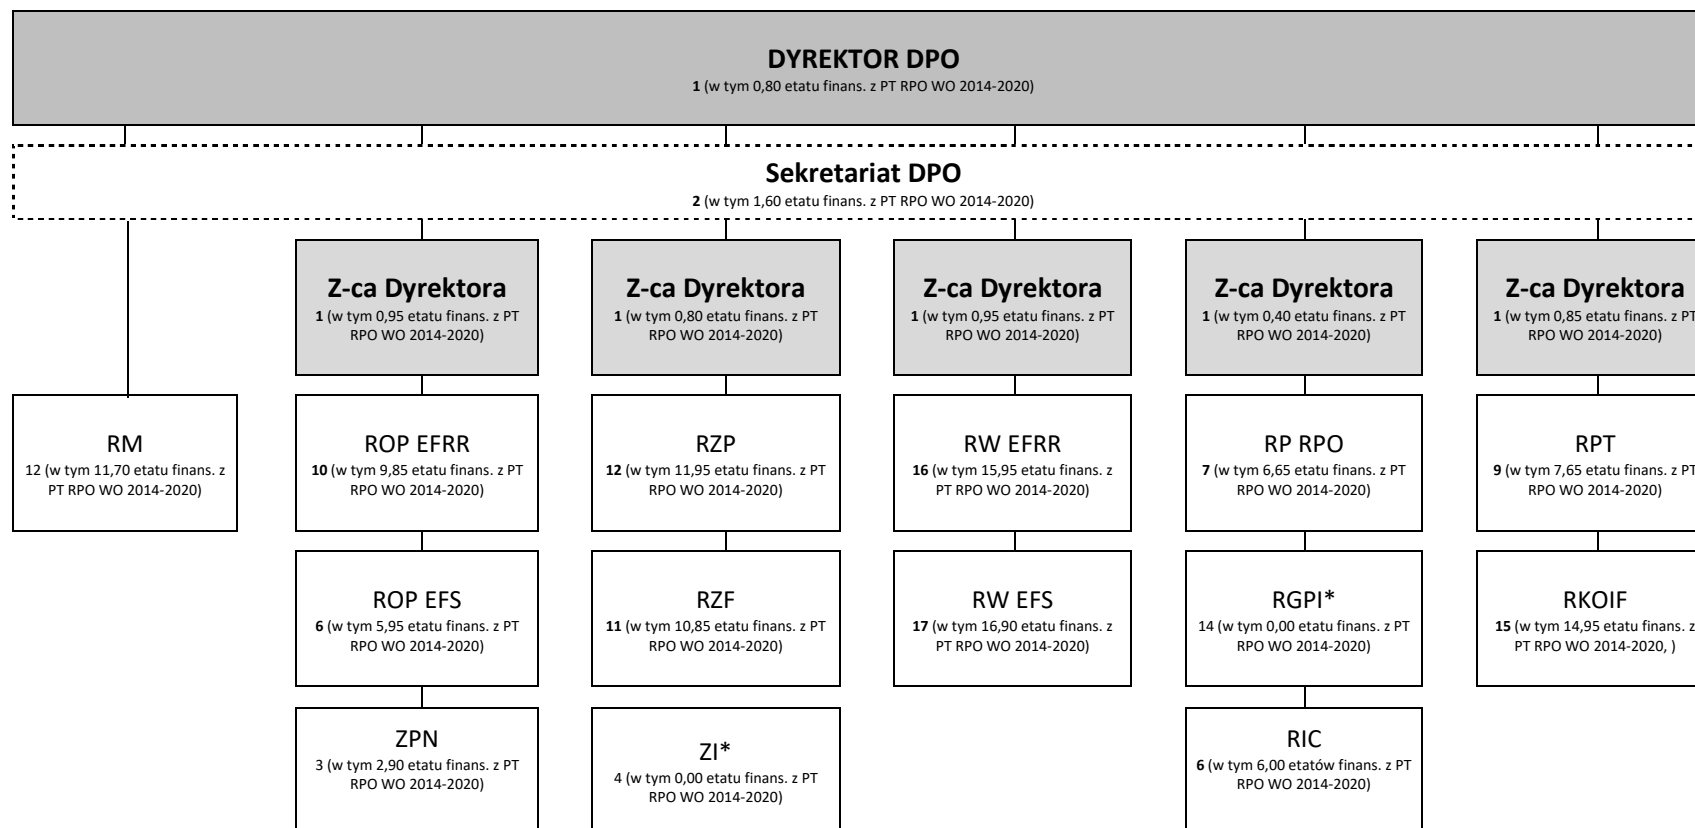 DYREKTOR DPO
1 (w tym 0,80 etatu finans. z PT RPO WO 2014-2020)
Sekretariat DPO
2 (w tym 1,60 etatu finans. z PT RPO WO 2014-2020)
Z-ca Dyrektora
1 (w tym 0,95 etatu finans. z PT
RPO WO 2014-2020)
Z-ca Dyrektora
1 (w tym 0,80 etatu finans. z PT
RPO WO 2014-2020)
Z-ca Dyrektora
1 (w tym 0,95 etatu finans. z PT
RPO WO 2014-2020)
Z-ca Dyrektora
1 (w tym 0,40 etatu finans. z PT
RPO WO 2014-2020)
Z-ca Dyrektora
1 (w tym 0,85 etatu finans. z PT
RPO WO 2014-2020)
RM
12 (w tym 11,70 etatu finans. z
PT RPO WO 2014-2020)
ROP EFRR
10 (w tym 9,85 etatu finans. z PT
RPO WO 2014-2020)
RZP
12 (w tym 11,95 etatu finans. z PT
RPO WO 2014-2020)
RW EFRR
16 (w tym 15,95 etatu finans. z
PT RPO WO 2014-2020)
RP RPO
7 (w tym 6,65 etatu finans. z PT
RPO WO 2014-2020)
RPT
9 (w tym 7,65 etatu finans. z PT
RPO WO 2014-2020)
ROP EFS
6 (w tym 5,95 etatu finans. z PT
RPO WO 2014-2020)
RZF
11 (w tym 10,85 etatu finans. z PT
RPO WO 2014-2020)
RW EFS
17 (w tym 16,90 etatu finans. z
PT RPO WO 2014-2020)
RGPI*
14 (w tym 0,00 etatu finans. z PT
RPO WO 2014-2020)
RKOIF
15 (w tym 14,95 etatu finans. z
PT RPO WO 2014-2020, )
ZPN
3 (w tym 2,90 etatu finans. z PT
RPO WO 2014-2020)
ZI*
4 (w tym 0,00 etatu finans. z PT
RPO WO 2014-2020)
RIC
6 (w tym 6,00 etatów finans. z PT
RPO WO 2014-2020)